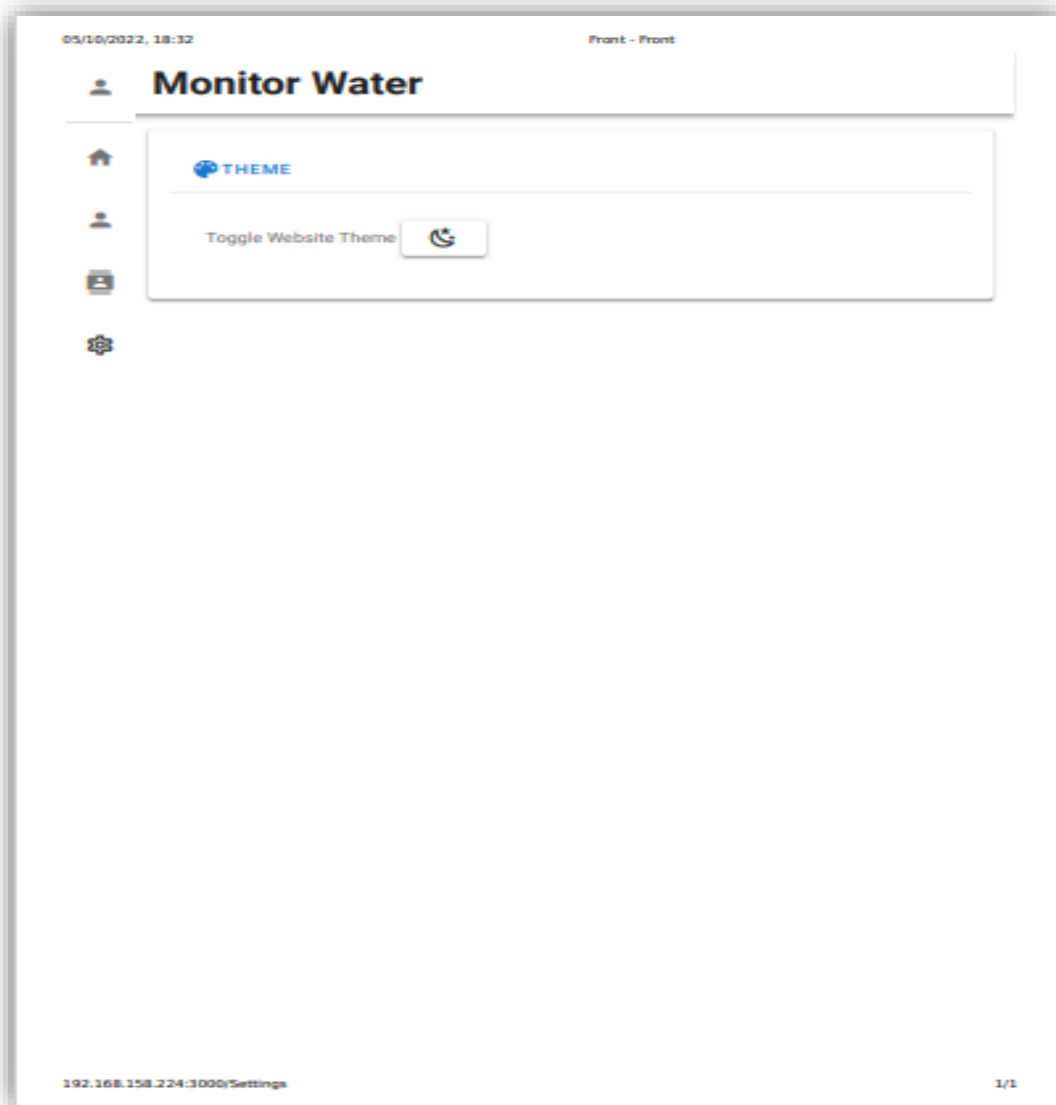 05/10/2022, 18:32 Front - Front
Monitor Water
THEME
Toggle Website Theme
192.168.158.224:3000/Settings 1/1